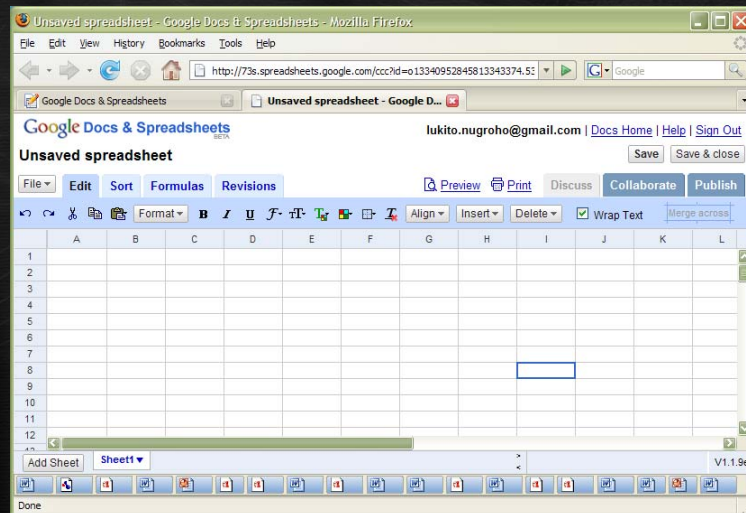 Unsaved spreadsheet - Google Docs & Spreadsheets - Mozilla Firefox
File Edit View History Bookmarks Tools Help
http://73s.spreadsheets.google.com/ccc?id=o13340952845813343374.53 Google
Google Docs & Spreadsheets Unsaved spreadsheet - Google D...
Google Docs & Spreadsheets BETA lukito.nugroho@gmail.com | Docs Home | Help | Sign Out
Unsaved spreadsheet Save Save & close
File Edit Sort Formulas Revisions Preview Print Discuss Collaborate Publish
Format B I U F tT T T Align Insert Delete Wrap Text Merge across
A B C D E F G H I J K L
1
2
3
4
5
6
7
8
9
10
11
12
Add Sheet Sheet1 V1.1.9e
Done